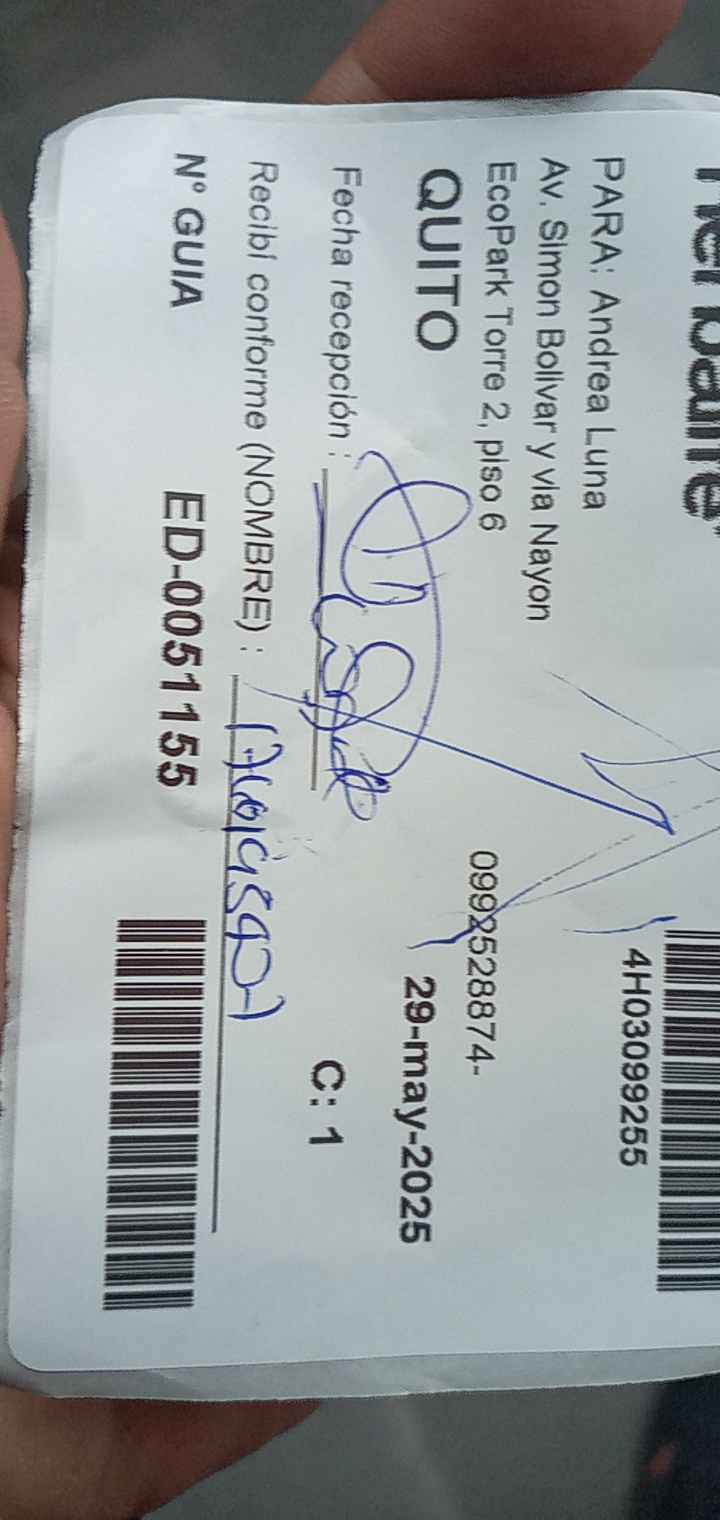 PARA: Andrea Luna
4H03099255
Av. Simon Bolivar y via Nayon
EcoPark Torre 2, piso 6
0992528874-
QUITO
29-may-2025
Fecha recepción :
C: 1
Recibí conforme (NOMBRE) :
N° GUIA ED-0051155